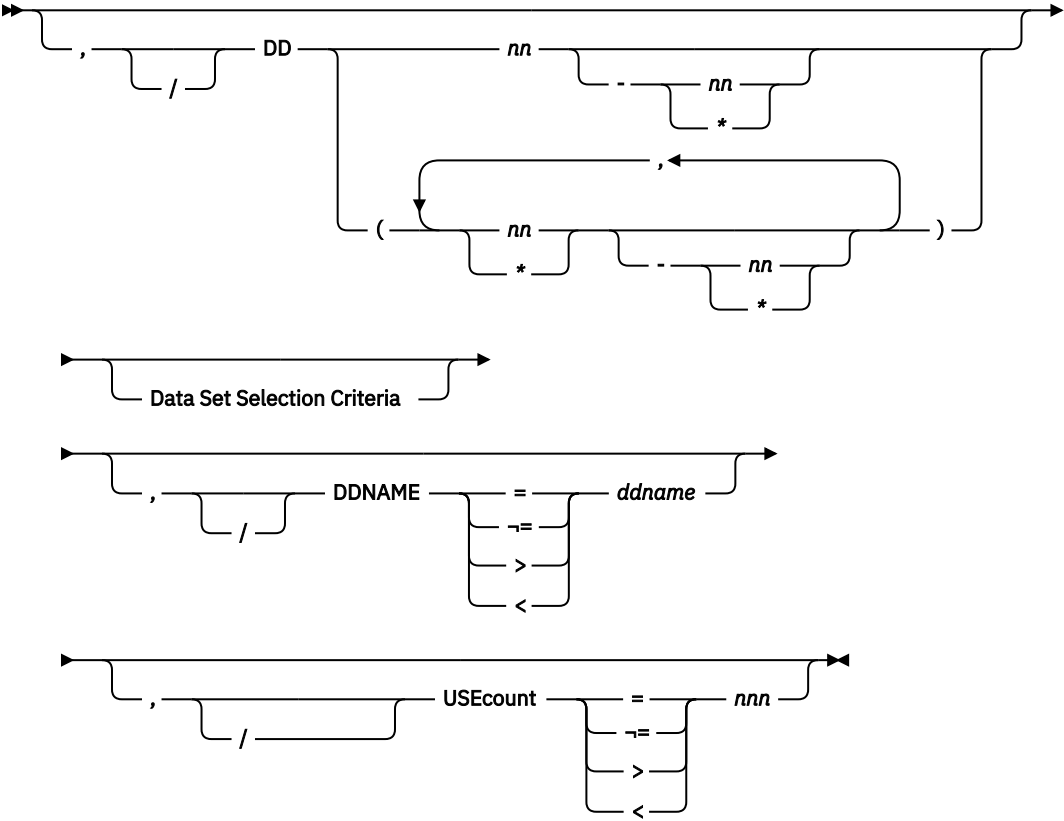 , DD nn
/ - nn
*
,
( nn )
* - nn
*
Data Set Selection Criteria
, DDNAME = ddname
/ ¬=
>
<
, USEcount = nnn
/ ¬=
>
<